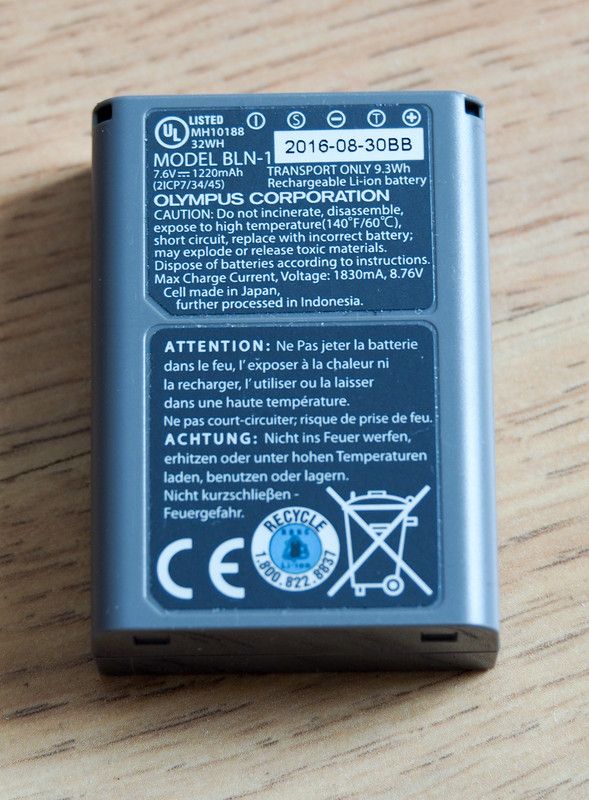 UL LISTED
MH10188
32WH
I S − T +
MODEL BLN-1
2016-08-30BB
7.6V⎓1220mAh
(2ICP7/34/45)
TRANSPORT ONLY 9.3Wh
Rechargeable Li-ion battery
OLYMPUS CORPORATION
CAUTION: Do not incinerate, disassemble,
expose to high temperature(140°F/60°C),
short circuit, replace with incorrect battery;
may explode or release toxic materials.
Dispose of batteries according to instructions.
Max Charge Current, Voltage: 1830mA, 8.76V
Cell made in Japan,
further processed in Indonesia.
ATTENTION: Ne Pas jeter la batterie
dans le feu, l'exposer à la chaleur ni
la recharger, l'utiliser ou la laisser
dans une haute température.
Ne pas court-circuiter; risque de prise de feu.
ACHTUNG: Nicht ins Feuer werfen,
erhitzen oder unter hohen Temperaturen
laden, benutzen oder lagern.
Nicht kurzschließen -
Feuergefahr.
CE
RECYCLE
Li-ion
1.800.822.8837